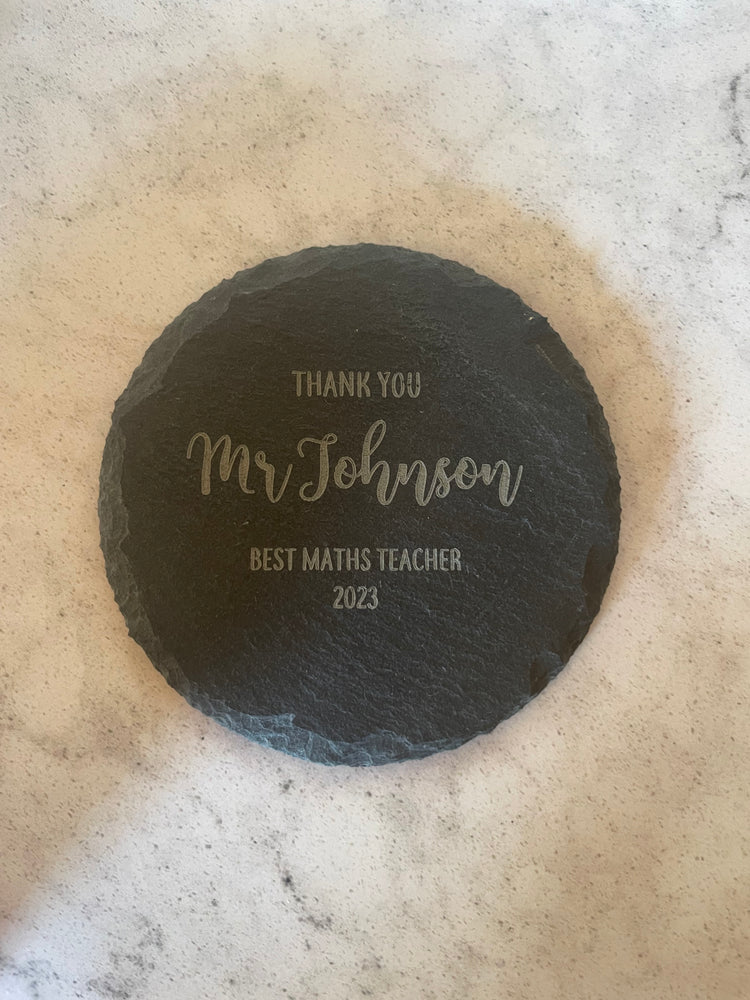 THANK YOU
Mr Johnson
BEST MATHS TEACHER
2023